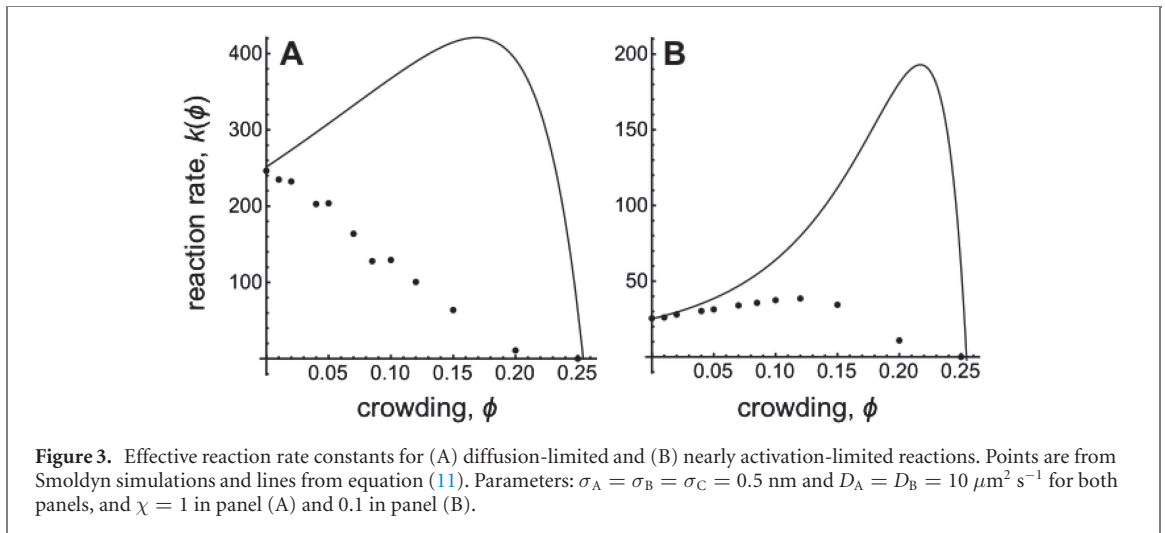 A
B
400
300
200
100
0.05 0.10 0.15 0.20 0.25
reaction rate, k(ϕ)
crowding, ϕ
200
150
100
50
0.05 0.10 0.15 0.20 0.25
crowding, ϕ
Figure 3. Effective reaction rate constants for (A) diffusion-limited and (B) nearly activation-limited reactions. Points are from
Smoldyn simulations and lines from equation (11). Parameters: σA = σB = σC = 0.5 nm and DA = DB = 10 μm² s⁻¹ for both
panels, and χ = 1 in panel (A) and 0.1 in panel (B).